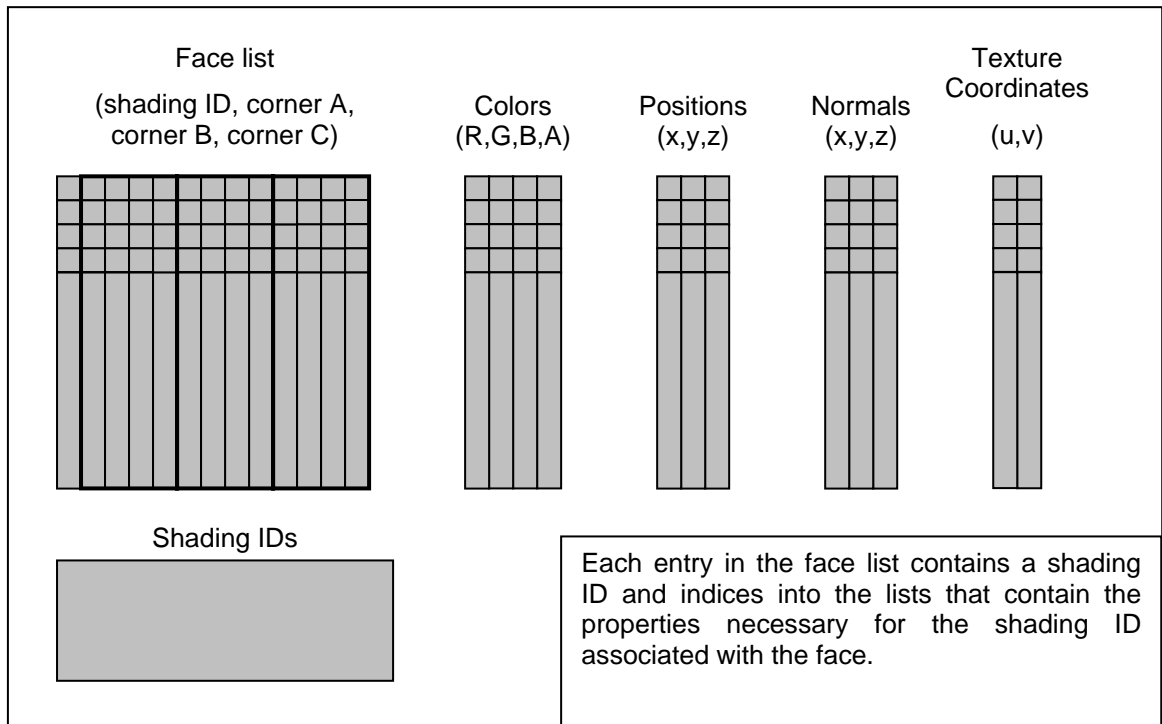 Face list
(shading ID, corner A,
corner B, corner C)
Colors
(R,G,B,A)
Positions
(x,y,z)
Normals
(x,y,z)
Texture
Coordinates
(u,v)
Shading IDs
Each entry in the face list contains a shading
ID and indices into the lists that contain the
properties necessary for the shading ID
associated with the face.